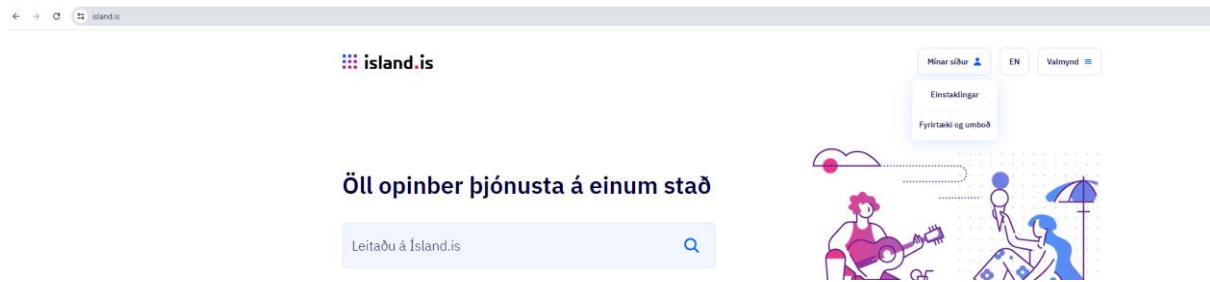 island.is
island.is
Mínar síður
EN
Valmynd
Einstaklingar
Fyrirtæki og umboð
Öll opinber þjónusta á einum stað
Leitaðu á Ísland.is